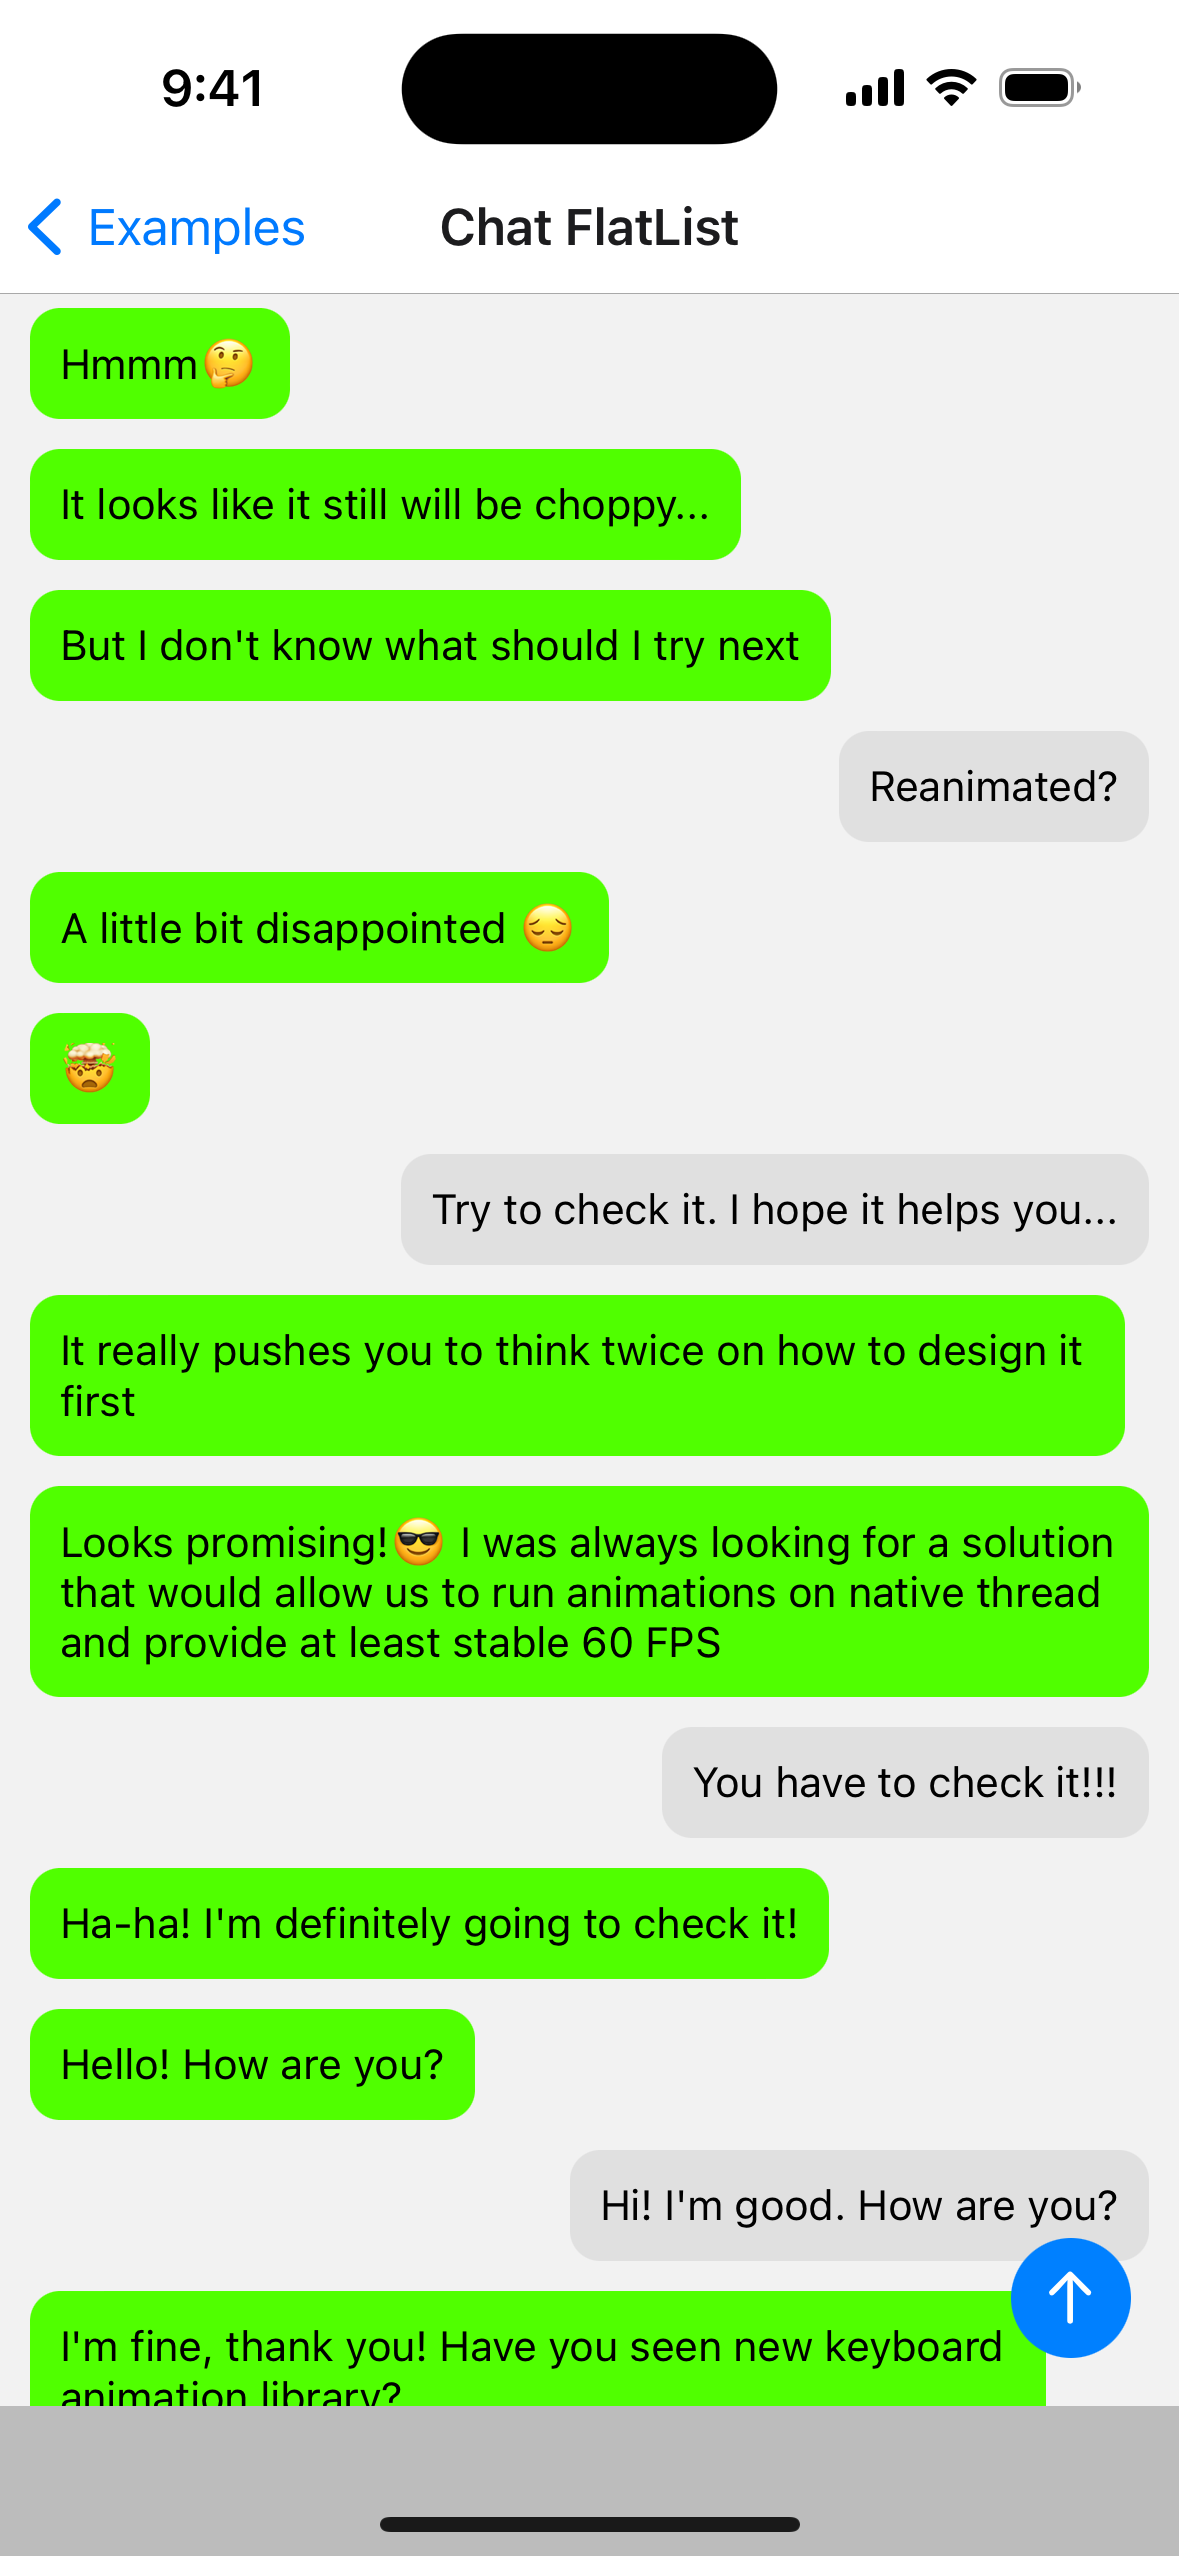 9:41
Examples
Chat FlatList
Hmmm🤔
It looks like it still will be choppy...
But I don't know what should I try next
Reanimated?
A little bit disappointed 😔
🤯
Try to check it. I hope it helps you...
It really pushes you to think twice on how to design it
first
Looks promising!😎 I was always looking for a solution
that would allow us to run animations on native thread
and provide at least stable 60 FPS
You have to check it!!!
Ha-ha! I'm definitely going to check it!
Hello! How are you?
Hi! I'm good. How are you?
I'm fine, thank you! Have you seen new keyboard
animation library?